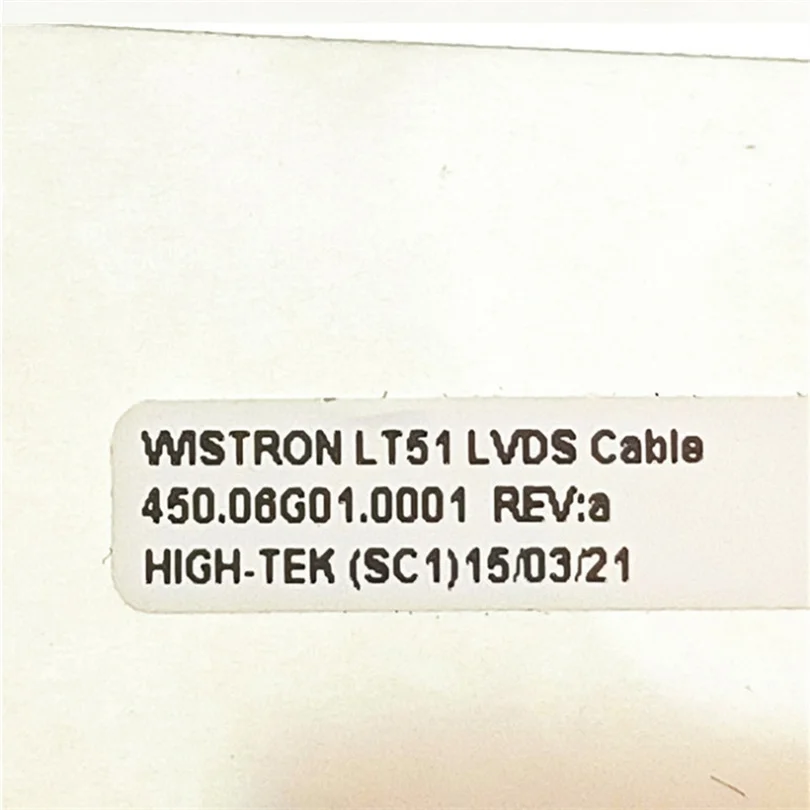 WISTRON LT51 LVDS Cable
450.06G01.0001 REV:a
HIGH-TEK (SC1)15/03/21